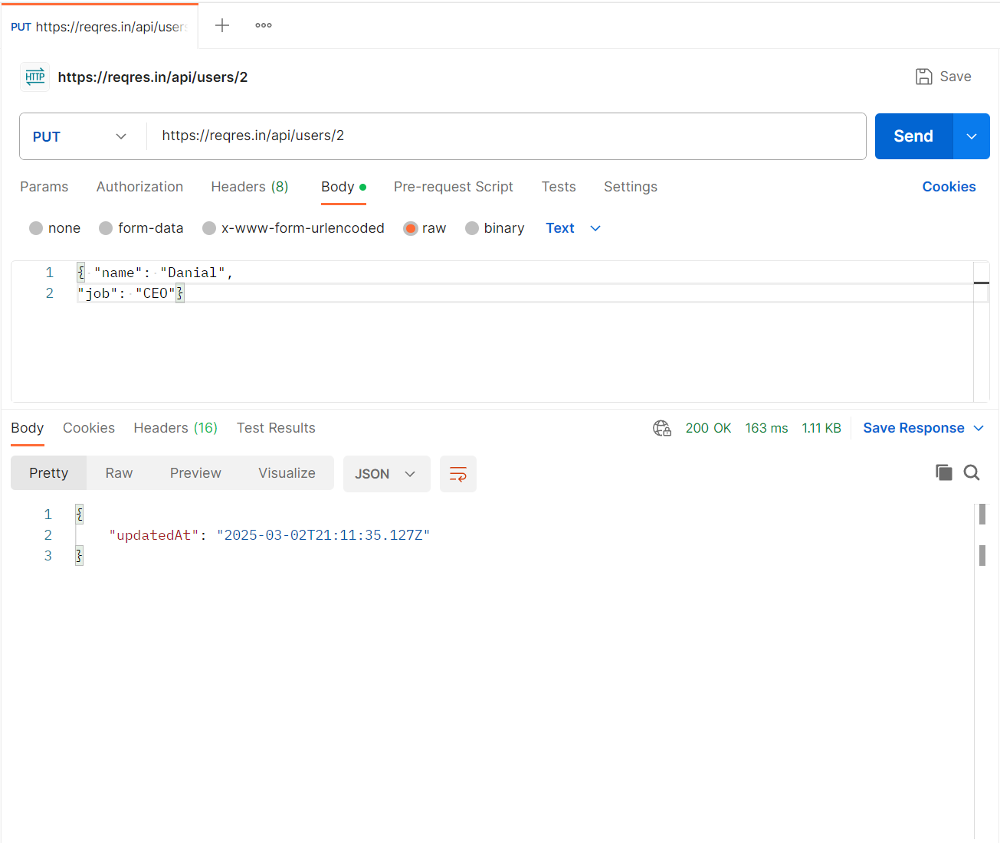 PUT https://reqres.in/api/user
HTTP https://reqres.in/api/users/2 Save
PUT https://reqres.in/api/users/2 Send
Params Authorization Headers (8) Body Pre-request Script Tests Settings Cookies
none form-data x-www-form-urlencoded raw binary Text
1 { "name": "Danial",
2 "job": "CEO"}
Body Cookies Headers (16) Test Results 200 OK 163 ms 1.11 KB Save Response
Pretty Raw Preview Visualize JSON
1 {
2 "updatedAt": "2025-03-02T21:11:35.127Z"
3 }